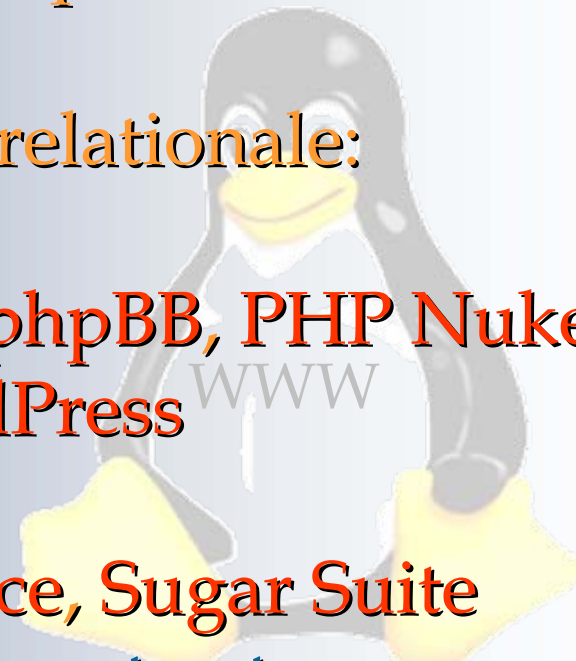 relationale:
phpBB, PHP Nuke
WWW
lPress
ce, Sugar Suite